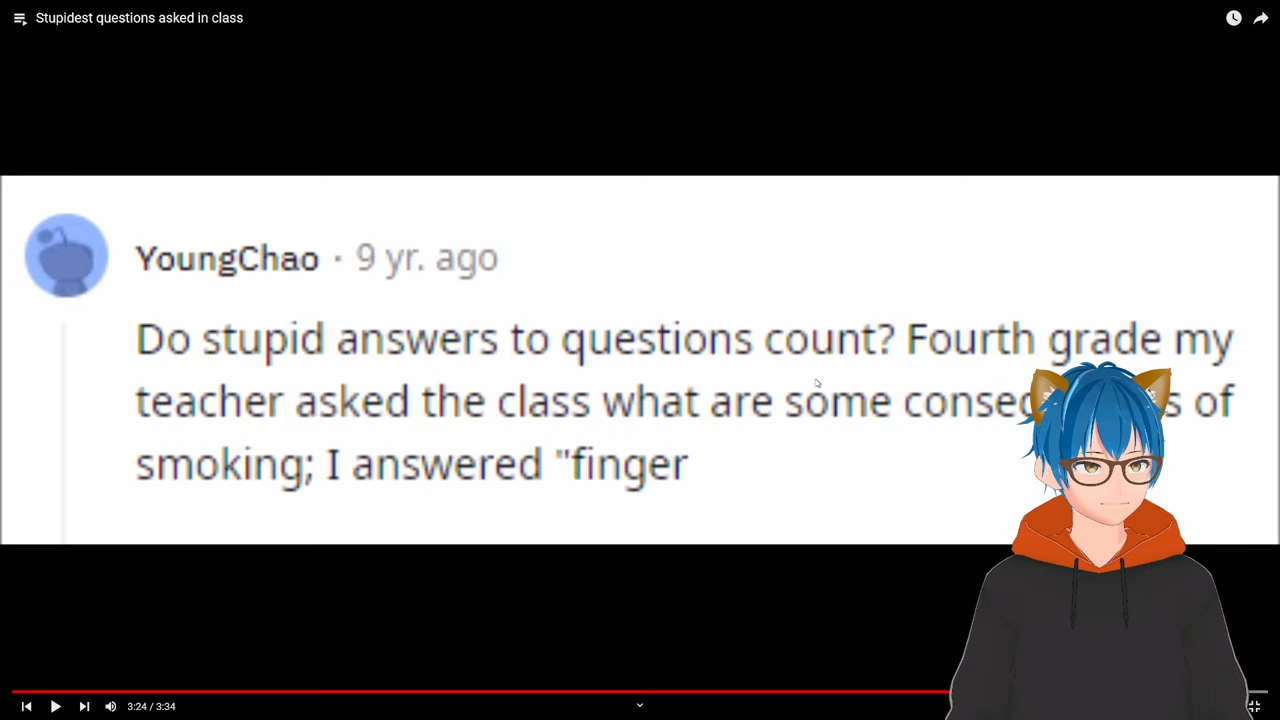 Stupidest questions asked in class
YoungChao · 9 yr. ago
Do stupid answers to questions count? Fourth grade my
teacher asked the class what are some conseq s of
smoking; I answered "finger
3:24 / 3:34